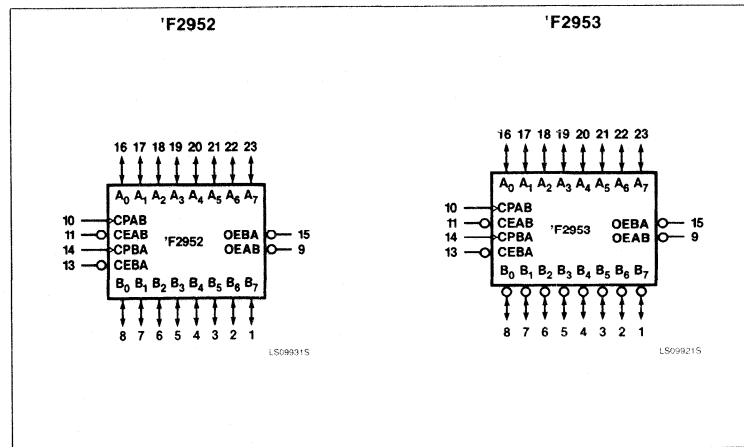 'F2952
16 17 18 19 20 21 22 23
A0 A1 A2 A3 A4 A5 A6 A7
10 CPAB
11 CEAB OEBA 15
14 CPBA 'F2952 OEAB 9
13 CEBA
B0 B1 B2 B3 B4 B5 B6 B7
8 7 6 5 4 3 2 1
LS09931S
'F2953
16 17 18 19 20 21 22 23
A0 A1 A2 A3 A4 A5 A6 A7
10 CPAB
11 CEAB OEBA 15
14 CPBA 'F2953 OEAB 9
13 CEBA
B0 B1 B2 B3 B4 B5 B6 B7
8 7 6 5 4 3 2 1
LS09921S